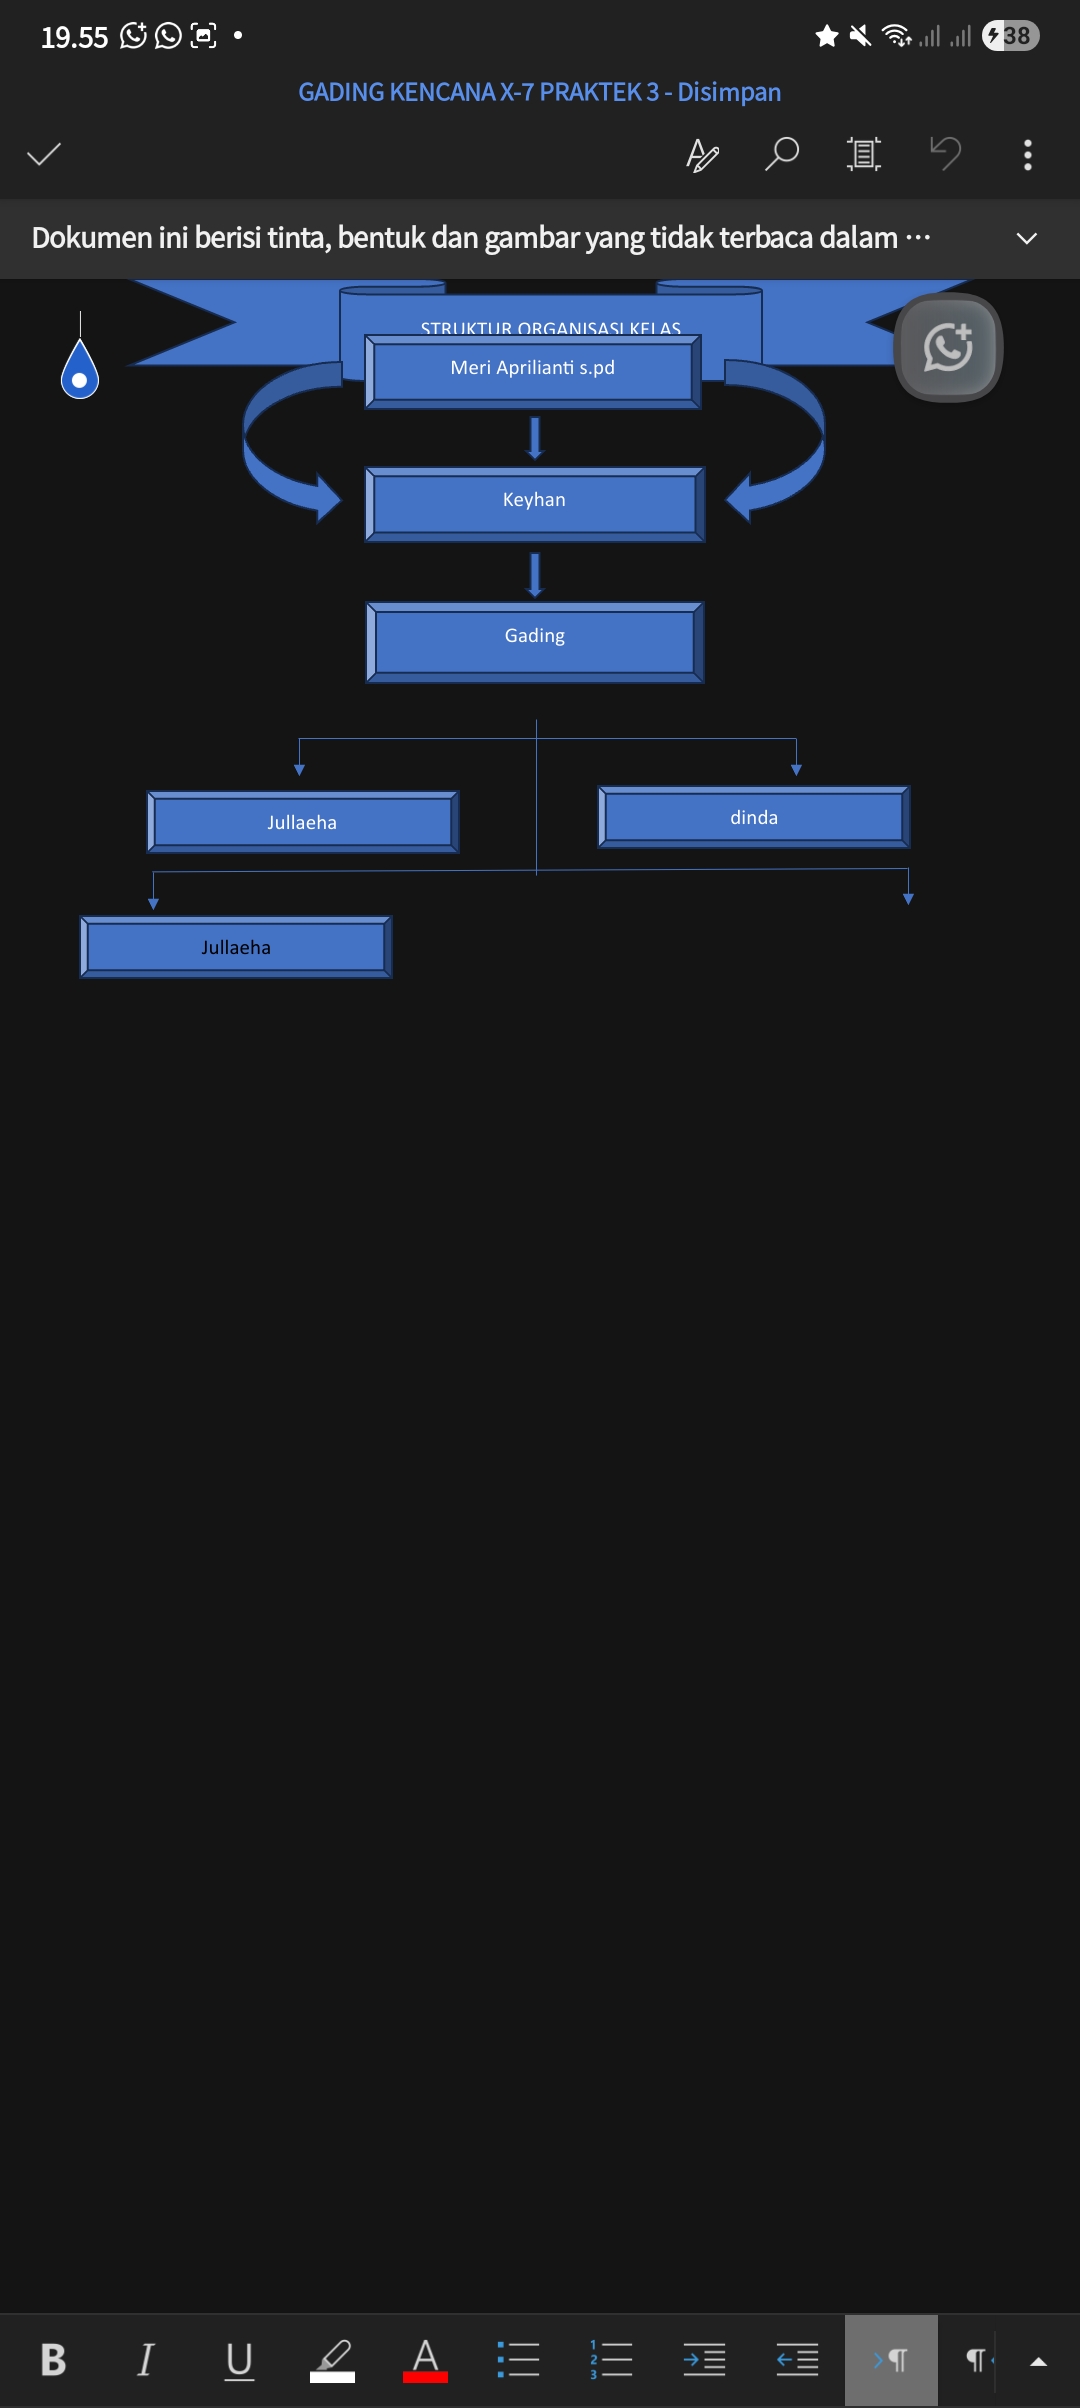 19.55
38
GADING KENCANA X-7 PRAKTEK 3 - Disimpan
Dokumen ini berisi tinta, bentuk dan gambar yang tidak terbaca dalam ...
STRUKTUR ORGANISASI KELAS
Meri Aprilianti s.pd
Keyhan
Gading
Jullaeha
dinda
Jullaeha
B I U A